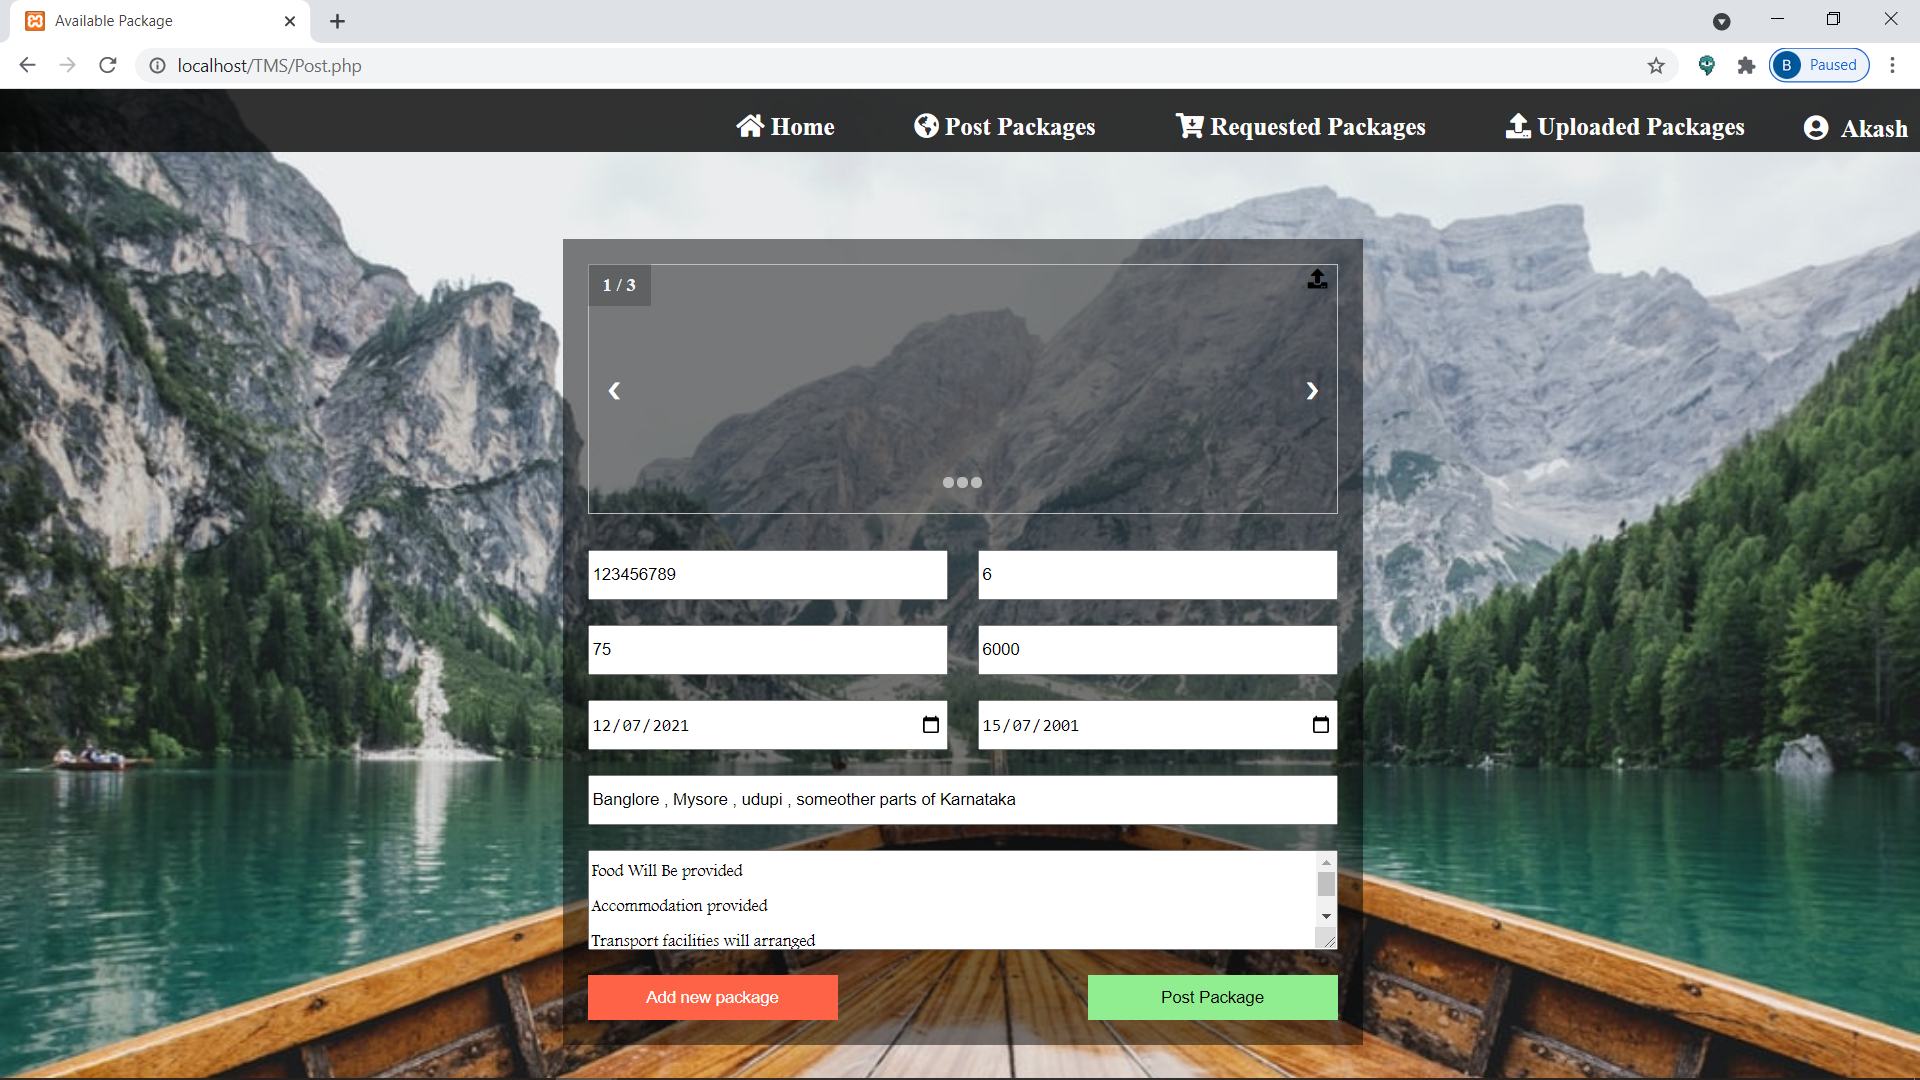 Available Package
localhost/TMS/Post.php
B Paused
Home Post Packages Requested Packages Uploaded Packages Akash
1 / 3
123456789 6
75 6000
12/07/2021 15/07/2001
Banglore , Mysore , udupi , someother parts of Karnataka
Food Will Be provided
Accommodation provided
Transport facilities will arranged
Add new package Post Package